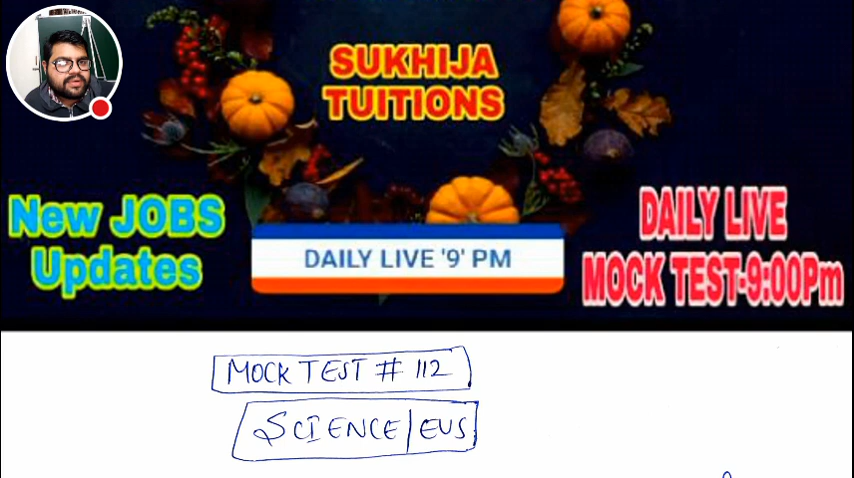 SUKHIJA
TUITIONS
New JOBS
Updates
DAILY LIVE '9' PM
DAILY LIVE
MOCK TEST-9:00Pm
MOCK TEST # 112
SCIENCE/EVS